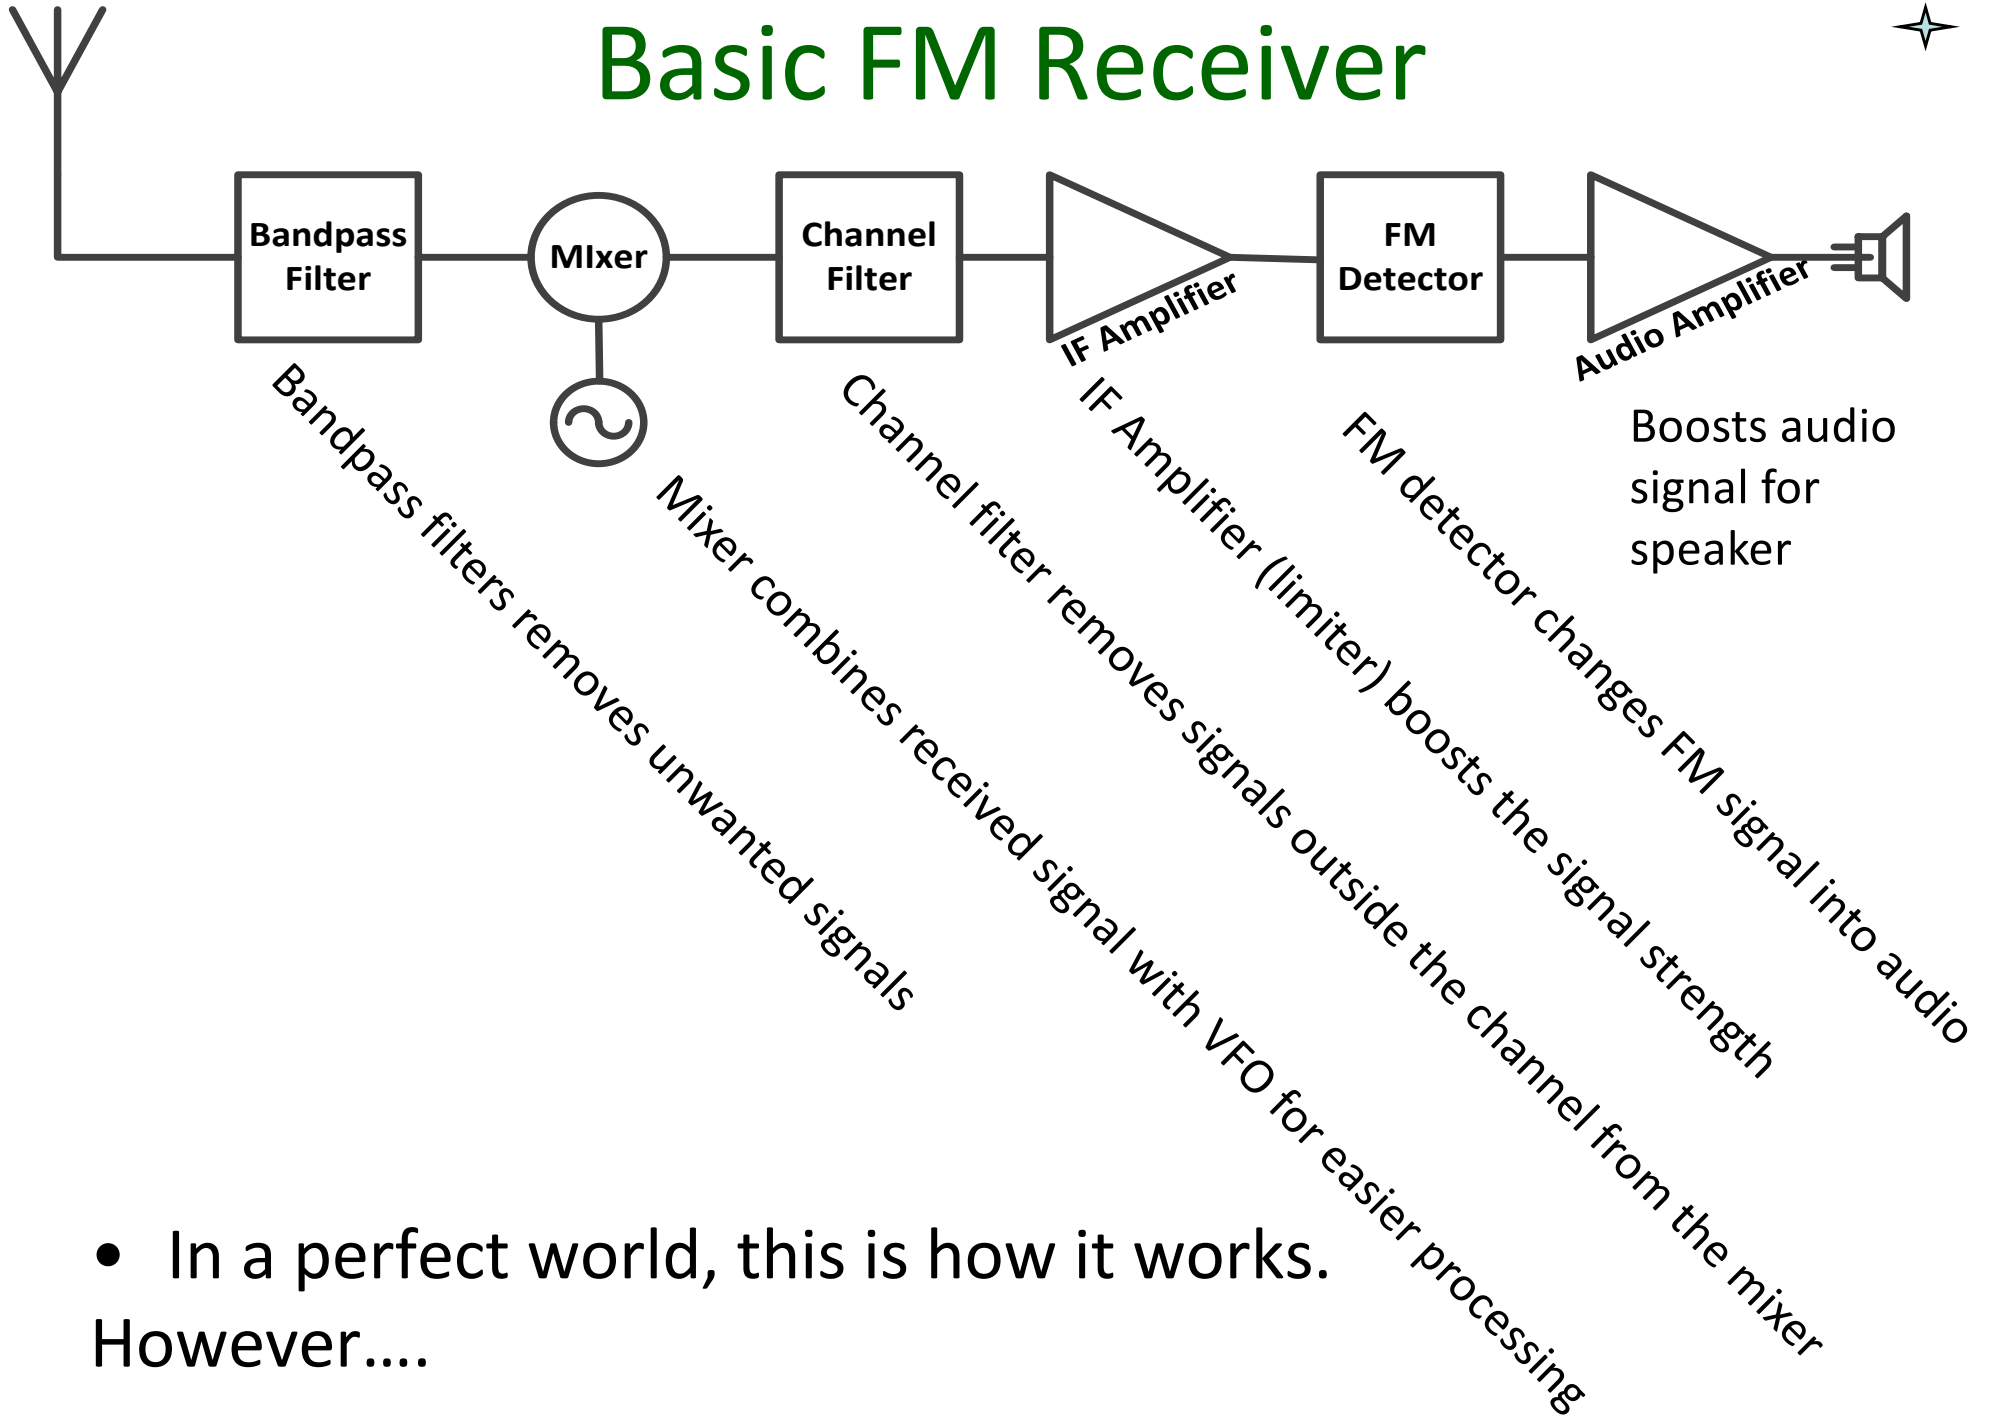 Basic FM Receiver
Bandpass
Filter
MIxer
Channel
Filter
IF Amplifier
FM
Detector
Audio Amplifier
Bandpass filters removes unwanted signals
Mixer combines received signal with VFO for easier processing
Channel filter removes signals outside the channel from the mixer
IF Amplifier (limiter) boosts the signal strength
FM detector changes FM signal into audio
Boosts audio
signal for
speaker
• In a perfect world, this is how it works.
However….